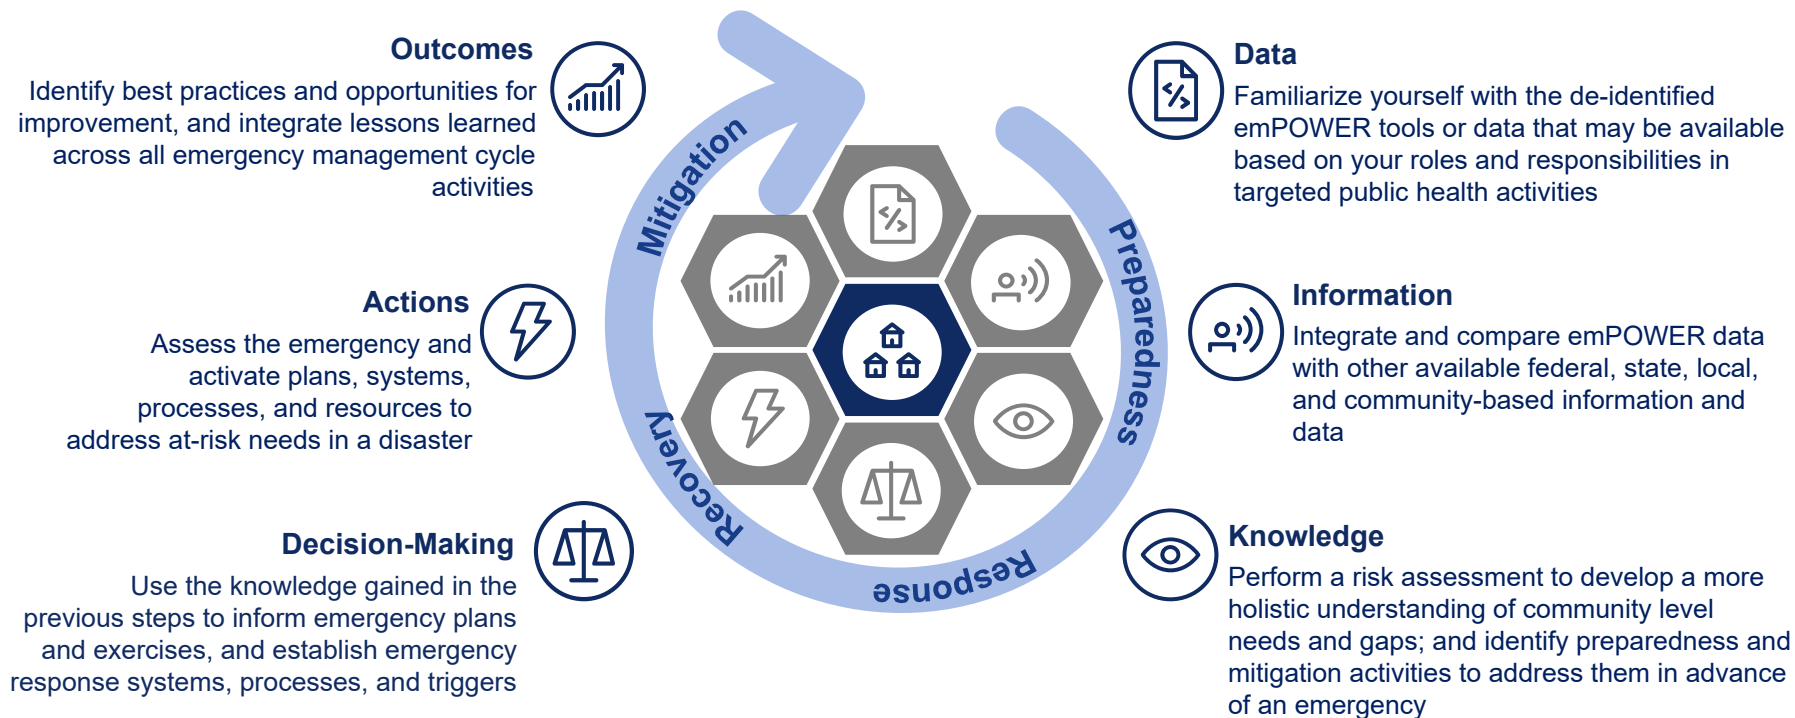 Outcomes
Identify best practices and opportunities for
improvement, and integrate lessons learned
across all emergency management cycle
activities
Actions
Assess the emergency and
activate plans, systems,
processes, and resources to
address at-risk needs in a disaster
Decision-Making
Use the knowledge gained in the
previous steps to inform emergency plans
and exercises, and establish emergency
response systems, processes, and triggers
Mitigation
Preparedness
Response
Recovery
Data
Familiarize yourself with the de-identified
emPOWER tools or data that may be available
based on your roles and responsibilities in
targeted public health activities
Information
Integrate and compare emPOWER data
with other available federal, state, local,
and community-based information and
data
Knowledge
Perform a risk assessment to develop a more
holistic understanding of community level
needs and gaps; and identify preparedness and
mitigation activities to address them in advance
of an emergency